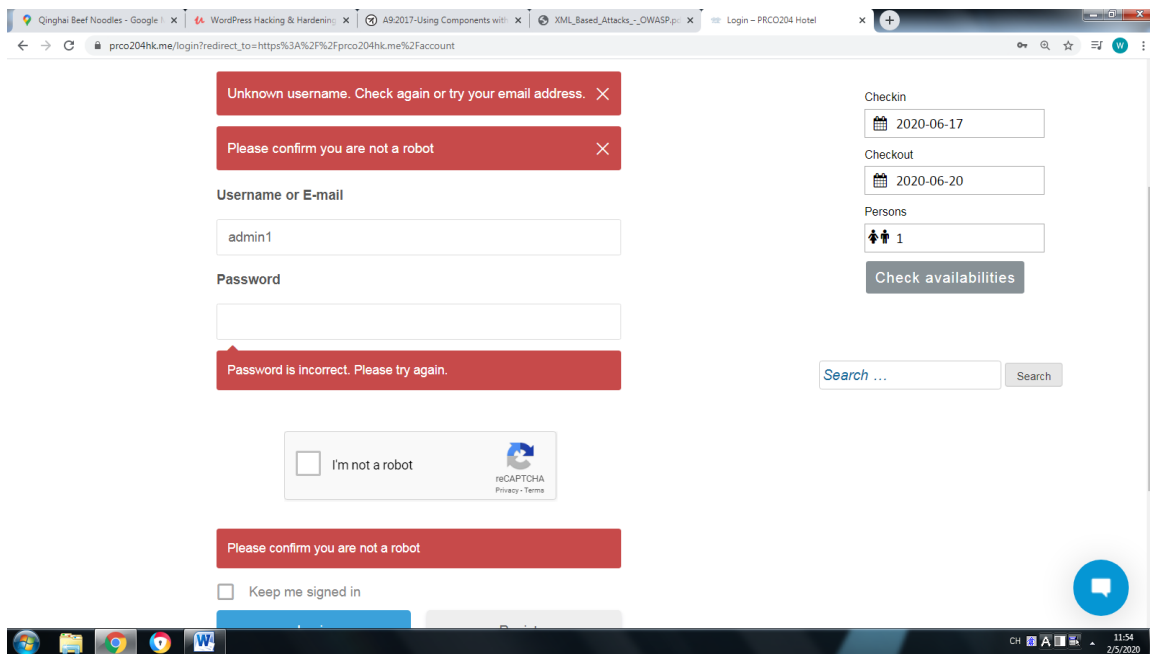 Qinghai Beef Noodles - Google
WordPress Hacking & Hardening
A9:2017-Using Components with
XML_Based_Attacks_-_OWASP.pd
Login – PRCO204 Hotel
prco204hk.me/login?redirect_to=https%3A%2F%2Fprco204hk.me%2Faccount
W
Unknown username. Check again or try your email address.
Please confirm you are not a robot
Username or E-mail
admin1
Password
Password is incorrect. Please try again.
I'm not a robot
reCAPTCHA
Privacy - Terms
Please confirm you are not a robot
Keep me signed in
Checkin
2020-06-17
Checkout
2020-06-20
Persons
1
Check availabilities
Search …
Search
W
CH
A
11:54
2/5/2020